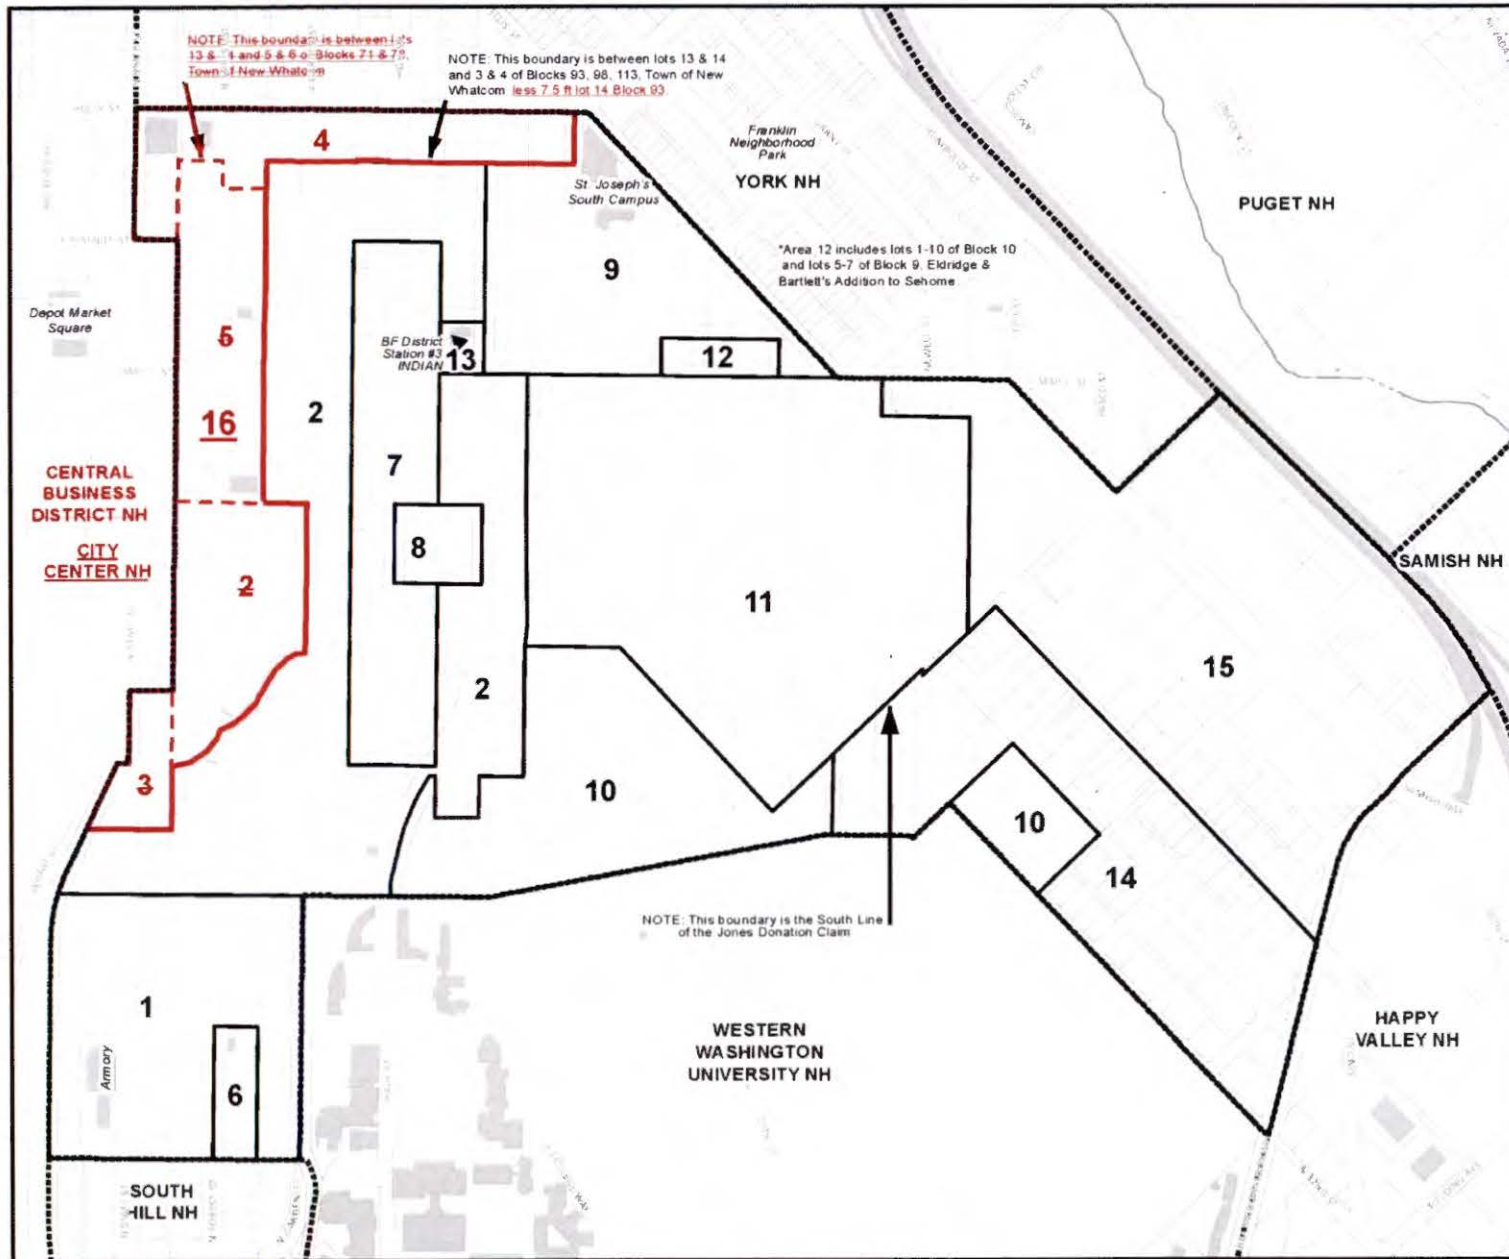 NOTE: This boundary is between lots
13 & 14 and 5 & 6 of Blocks 71 & 78,
Town of New Whatcom
NOTE: This boundary is between lots 13 & 14
and 3 & 4 of Blocks 93, 98, 113, Town of New
Whatcom less 7.5 ft lot 14 Block 93.
4
Franklin
Neighborhood
Park
YORK NH
St. Joseph's
South Campus
PUGET NH
*Area 12 includes lots 1-10 of Block 10
and lots 5-7 of Block 9, Eldridge &
Bartlett's Addition to Sehome
9
Depot Market
Square
5
BF District
Station #3
INDIAN
13
12
16
2
7
CENTRAL
BUSINESS
DISTRICT NH
CITY
CENTER NH
8
SAMISH NH
2
11
15
2
3
10
10
14
NOTE: This boundary is the South Line
of the Jones Donation Claim
1
Armory
6
WESTERN
WASHINGTON
UNIVERSITY NH
HAPPY
VALLEY NH
SOUTH
HILL NH